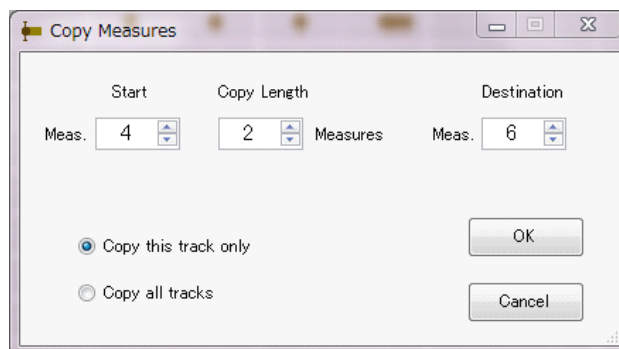 Copy Measures
Start Copy Length Destination
Meas. 4 2 Measures Meas. 6
Copy this track only
OK
Copy all tracks
Cancel